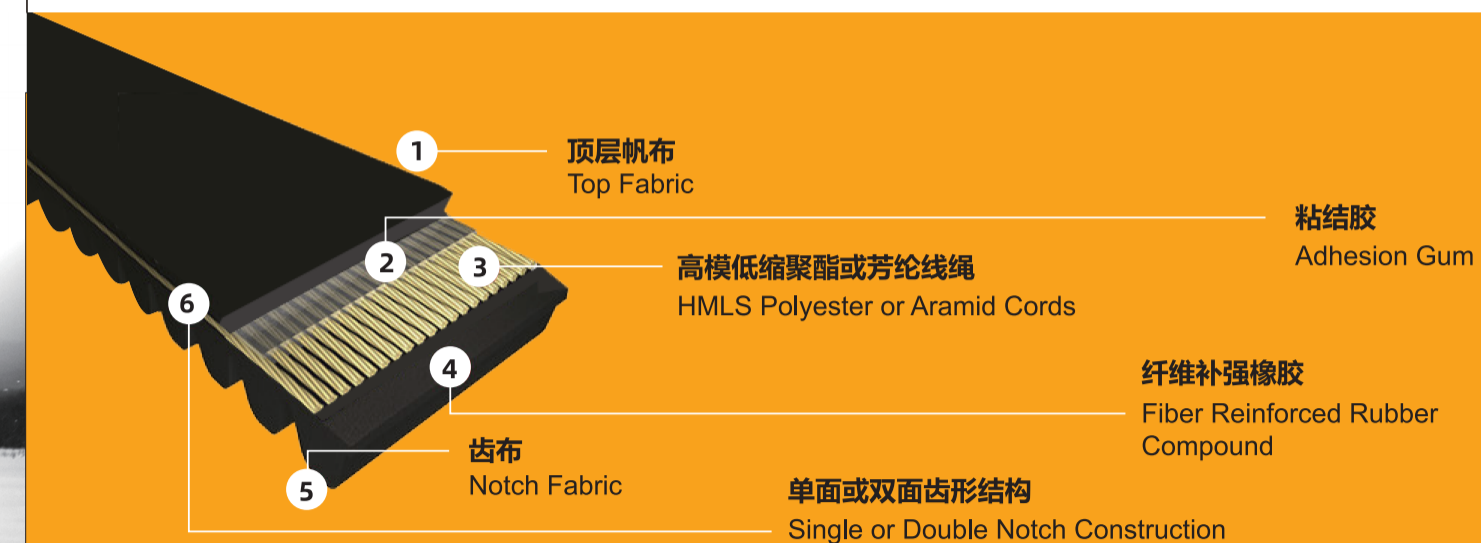 1
顶层帆布
Top Fabric
2
粘结胶
Adhesion Gum
3
高模低缩聚酯或芳纶线绳
HMLS Polyester or Aramid Cords
6
4
纤维补强橡胶
Fiber Reinforced Rubber
Compound
齿布
Notch Fabric
5
单面或双面齿形结构
Single or Double Notch Construction